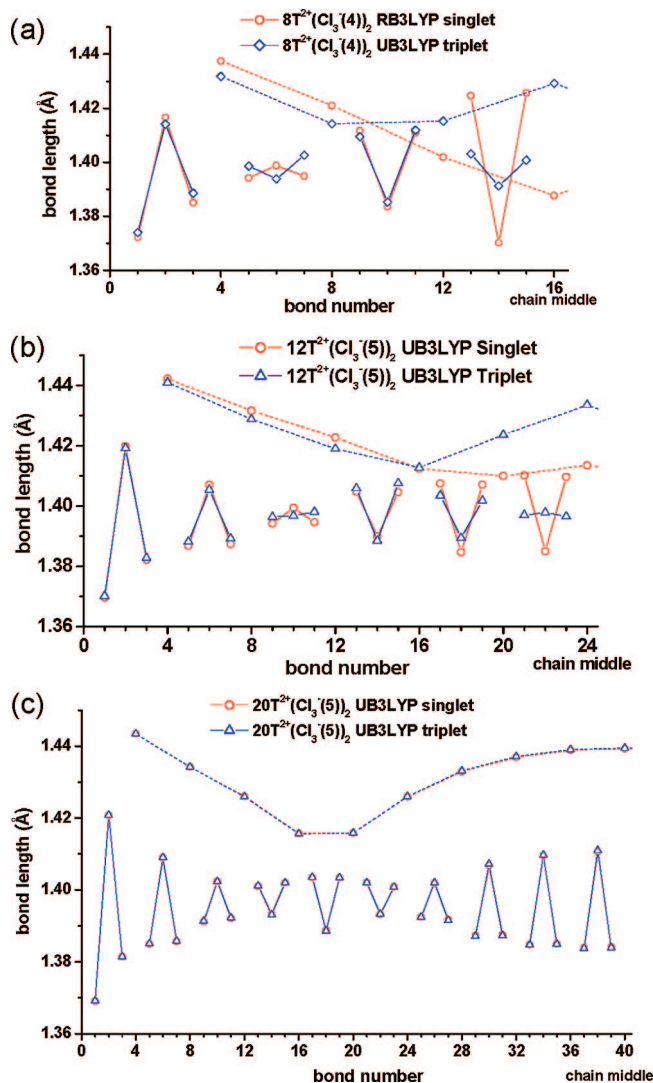 (a)
8T²⁺(Cl₃⁻(4))₂ RB3LYP singlet
8T²⁺(Cl₃⁻(4))₂ UB3LYP triplet
bond length (Å)
1.44
1.42
1.40
1.38
1.36
0 4 8 12 16
bond number
chain middle
(b)
12T²⁺(Cl₃⁻(5))₂ UB3LYP Singlet
12T²⁺(Cl₃⁻(5))₂ UB3LYP Triplet
bond length (Å)
1.44
1.42
1.40
1.38
1.36
0 4 8 12 16 20 24
bond number
chain middle
(c)
20T²⁺(Cl₃⁻(5))₂ UB3LYP singlet
20T²⁺(Cl₃⁻(5))₂ UB3LYP triplet
bond length (Å)
1.44
1.42
1.40
1.38
1.36
0 4 8 12 16 20 24 28 32 36 40
bond number
chain middle